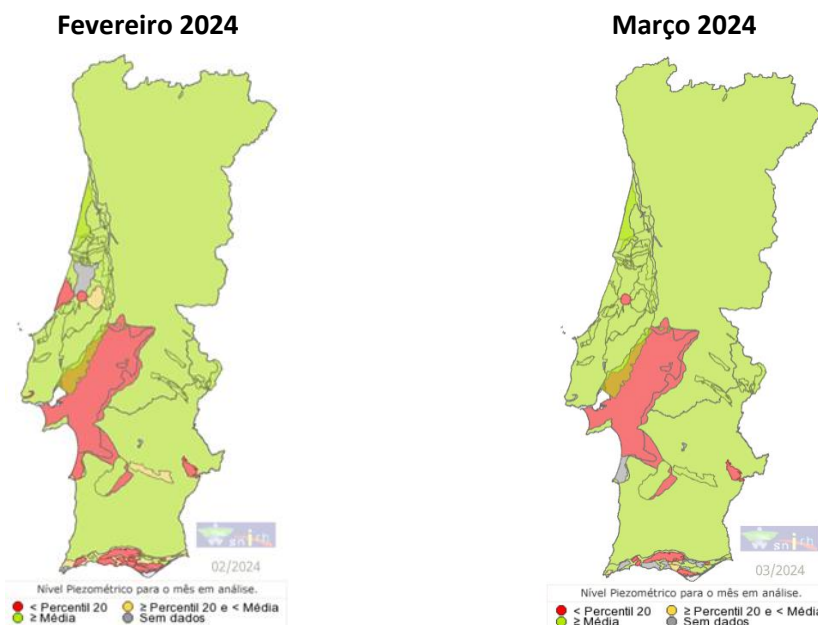 Fevereiro 2024
Março 2024
02/2024
03/2024
Nível Piezométrico para o mês em análise.
< Percentil 20
≥ Percentil 20 e < Média
≥ Média
Sem dados
Nível Piezométrico para o mês em análise.
< Percentil 20
≥ Percentil 20 e < Média
≥ Média
Sem dados